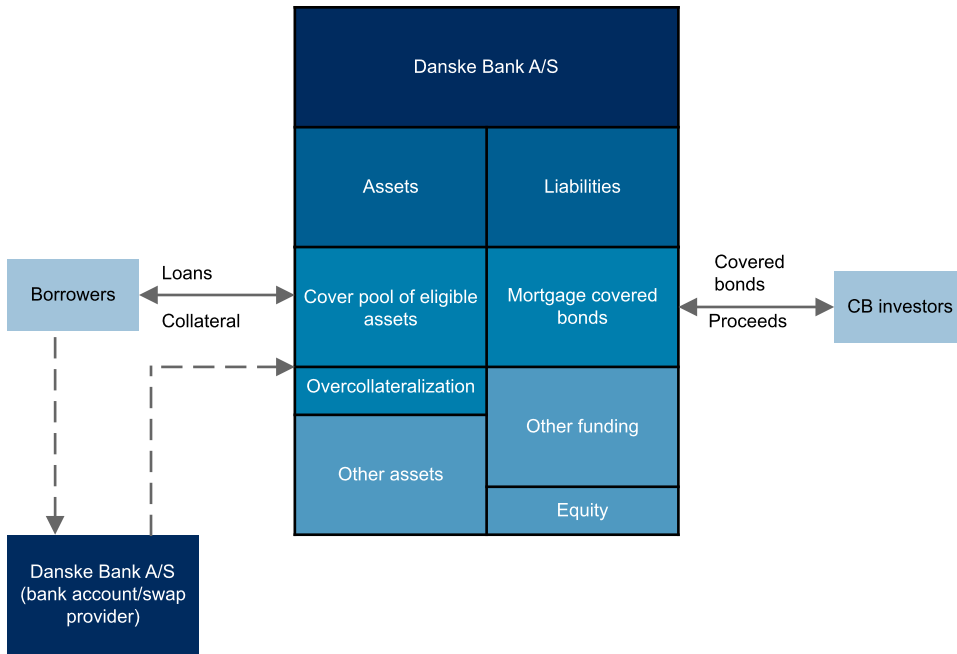 Danske Bank A/S
Assets
Liabilities
Borrowers
Loans
Collateral
Cover pool of eligible
assets
Mortgage covered
bonds
Covered
bonds
Proceeds
CB investors
Overcollateralization
Other funding
Other assets
Equity
Danske Bank A/S
(bank account/swap
provider)